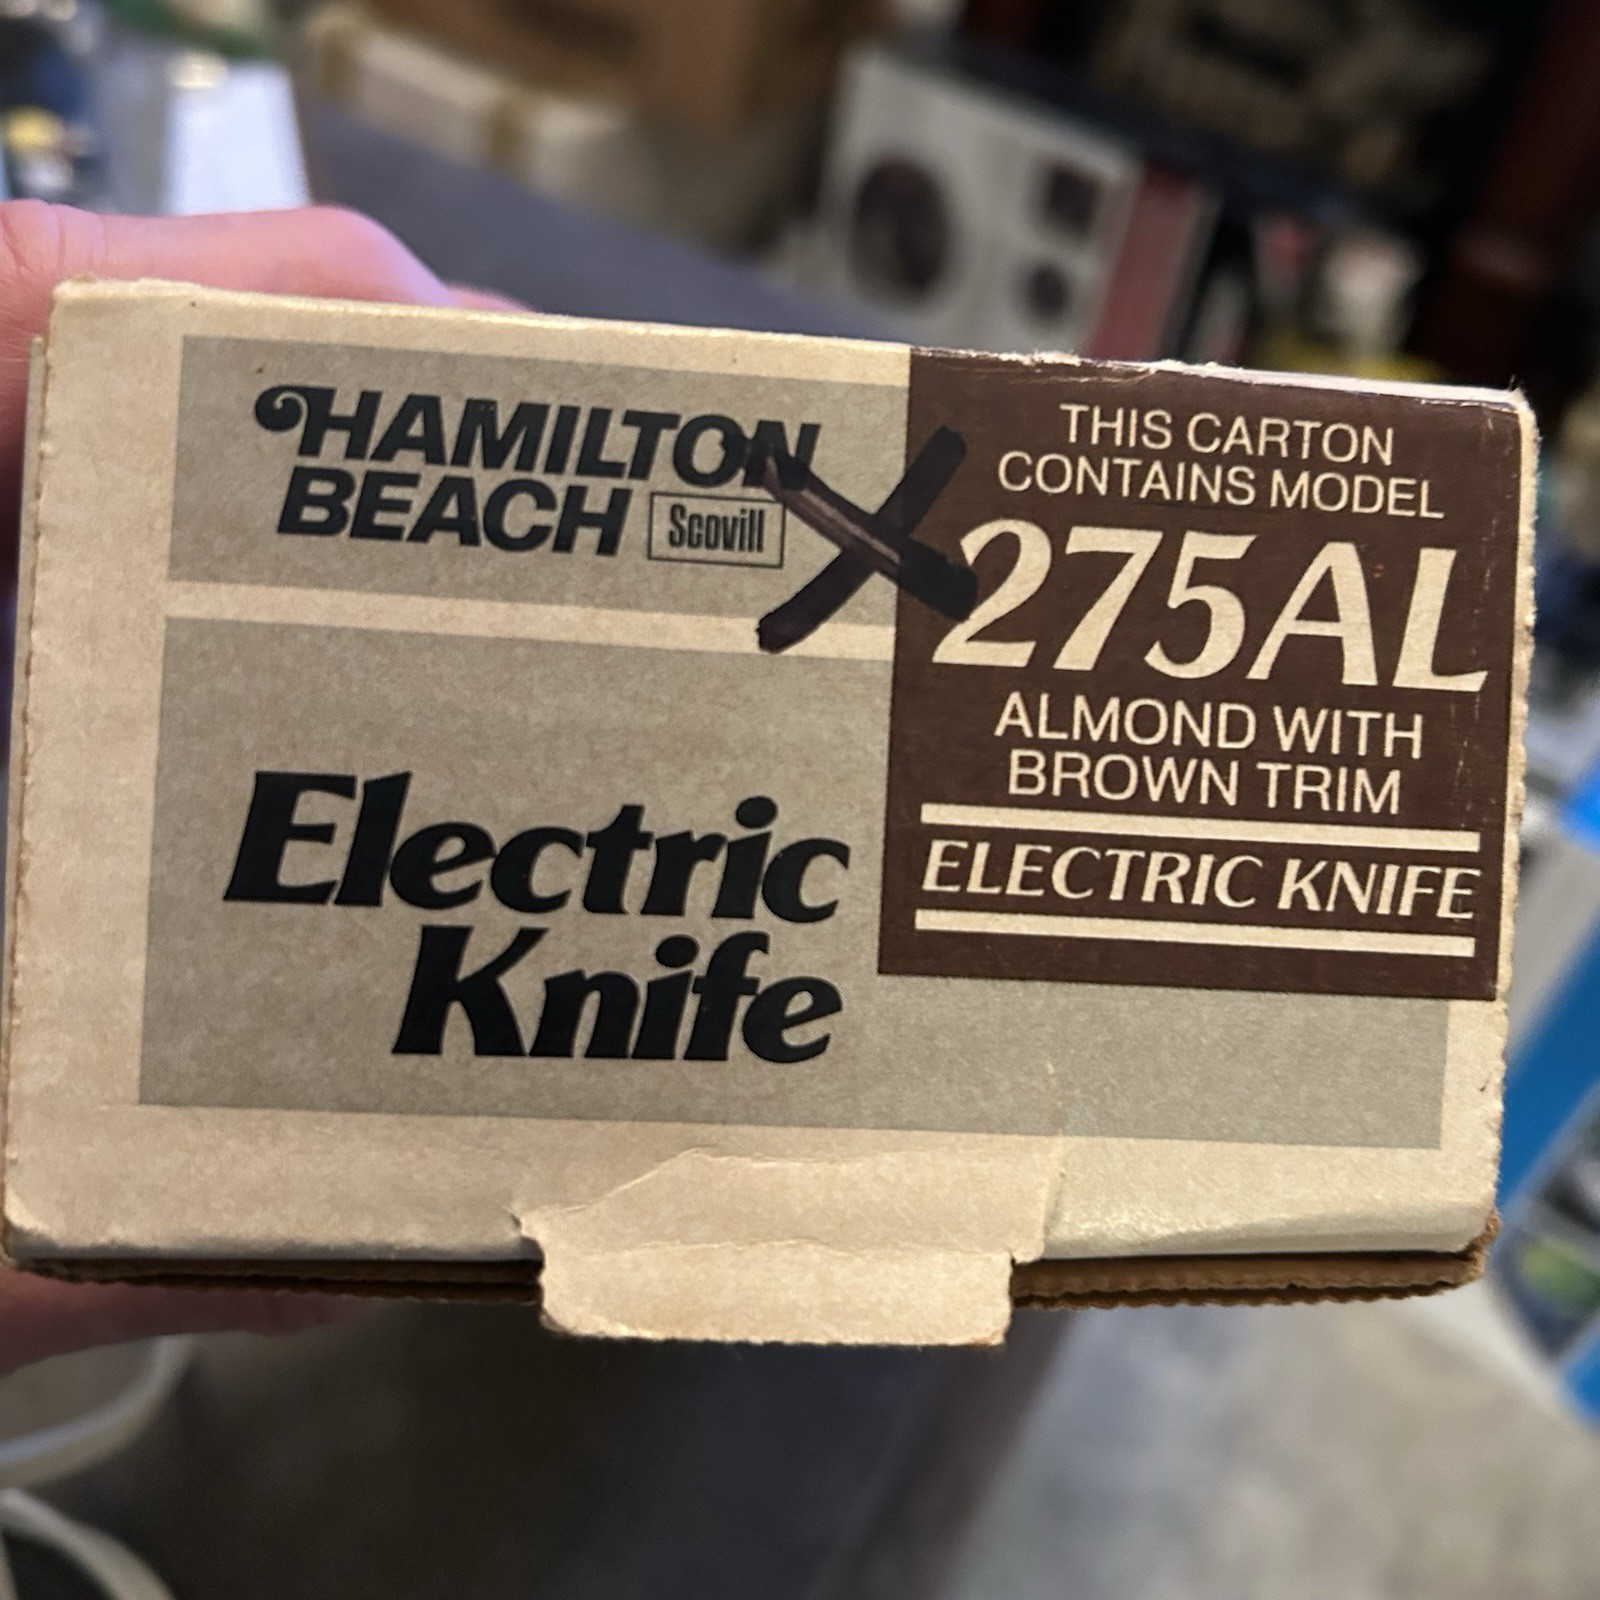 HAMILTON
BEACH Scovill
Electric
Knife
THIS CARTON
CONTAINS MODEL
275AL
ALMOND WITH
BROWN TRIM
ELECTRIC KNIFE